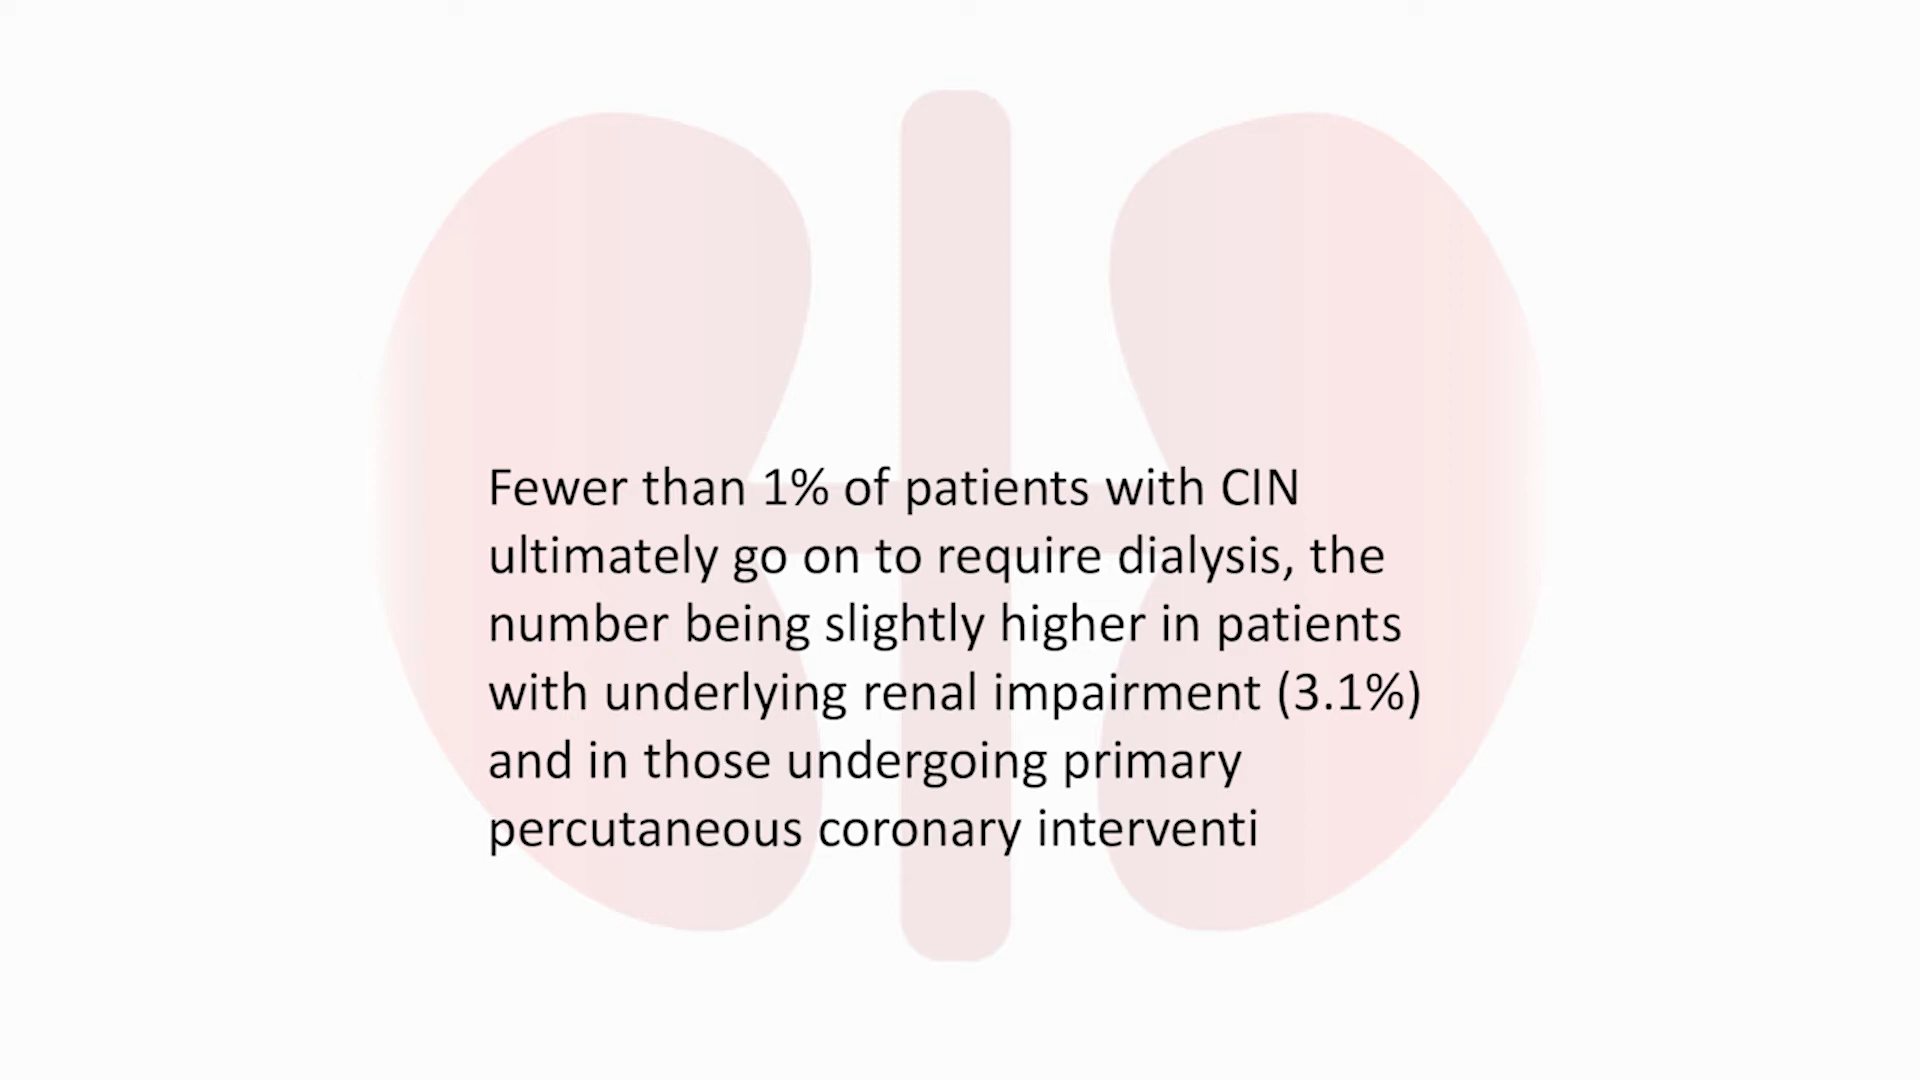 Fewer than 1% of patients with CIN
ultimately go on to require dialysis, the
number being slightly higher in patients
with underlying renal impairment (3.1%)
and in those undergoing primary
percutaneous coronary interventi